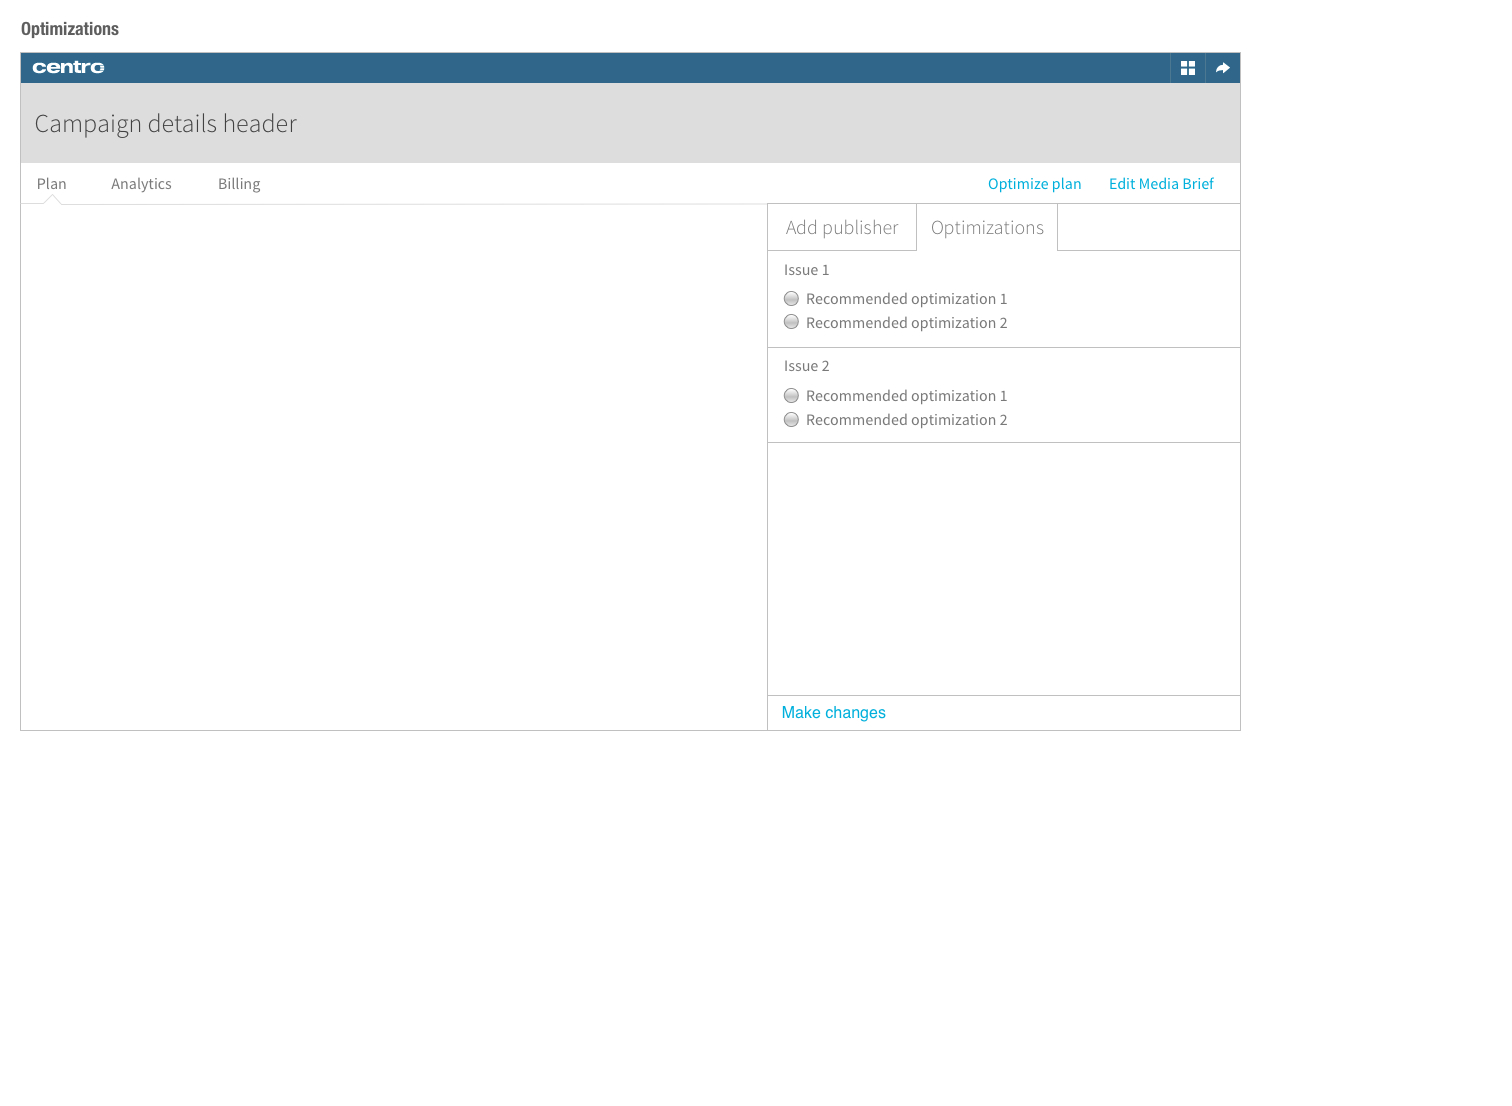 Optimizations
centro
Campaign details header
Plan Analytics Billing Optimize plan Edit Media Brief
Add publisher Optimizations
Issue 1
Recommended optimization 1
Recommended optimization 2
Issue 2
Recommended optimization 1
Recommended optimization 2
Make changes